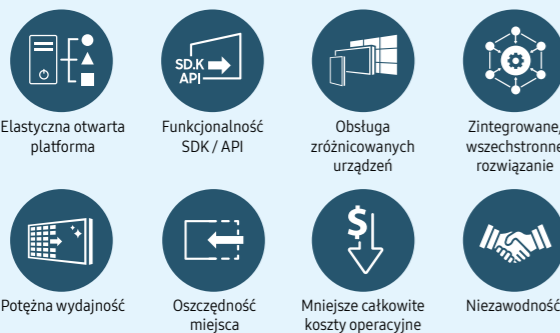 SD.K
API
Elastyczna otwarta
platforma
Funkcjonalność
SDK / API
Obsługa
zróżnicowanych
urządzeń
Zintegrowane,
wszechstronne
rozwiązanie
$
Potężna wydajność
Oszczędność
miejsca
Mniejsze całkowite
koszty operacyjne
Niezawodność